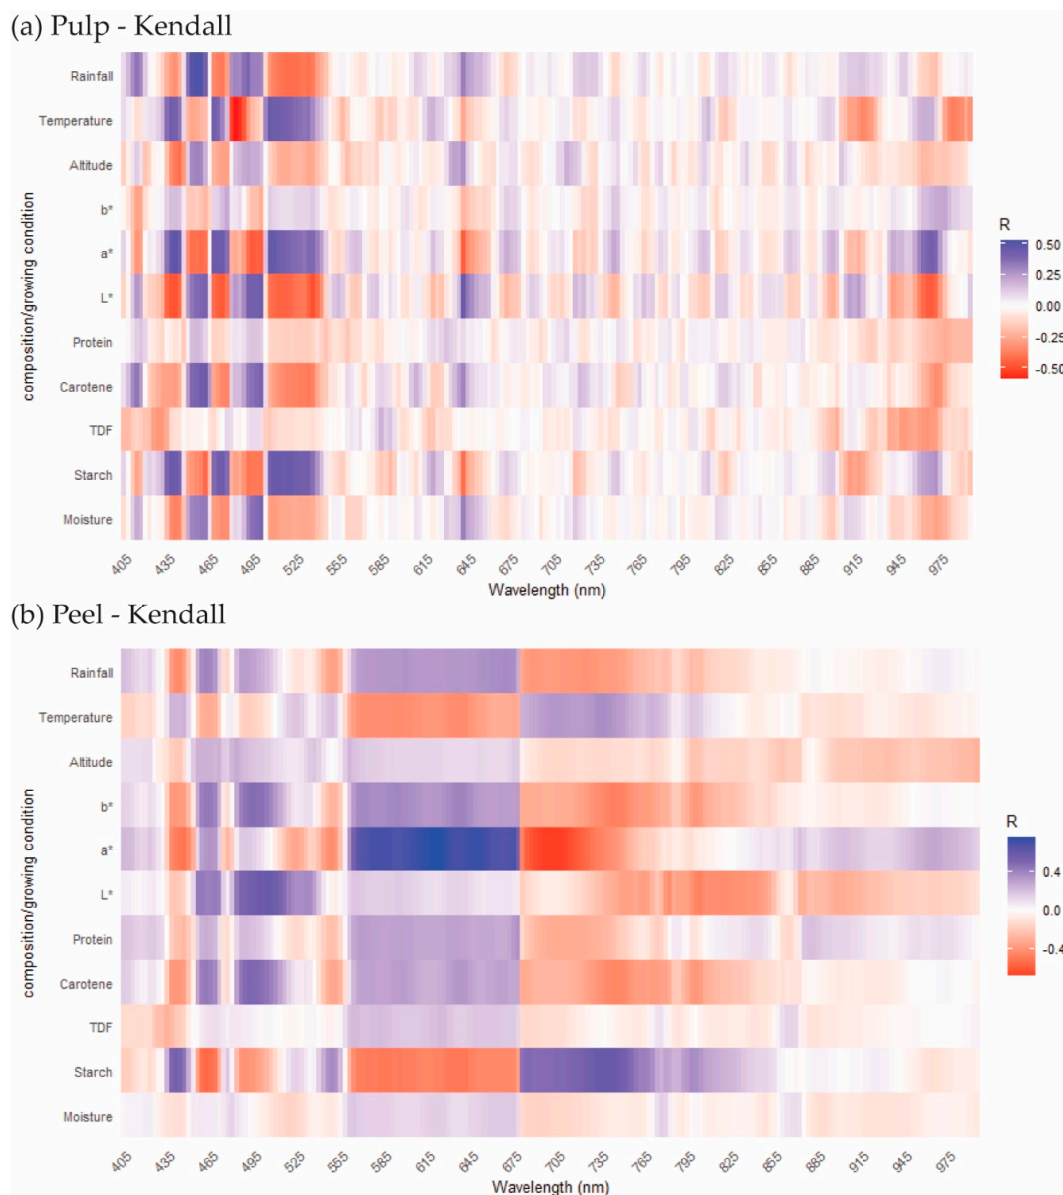 (a) Pulp - Kendall
Rainfall
Temperature
Altitude
b*
a*
L*
Protein
Carotene
TDF
Starch
Moisture
composition/growing condition
R
0.50
0.25
0.00
-0.25
-0.50
405 435 465 495 525 555 585 615 645 675 705 735 765 795 825 855 885 915 945 975
Wavelength (nm)
(b) Peel - Kendall
Rainfall
Temperature
Altitude
b*
a*
L*
Protein
Carotene
TDF
Starch
Moisture
composition/growing condition
R
0.4
0.0
-0.4
405 435 465 495 525 555 585 615 645 675 705 735 765 795 825 855 885 915 945 975
Wavelength (nm)